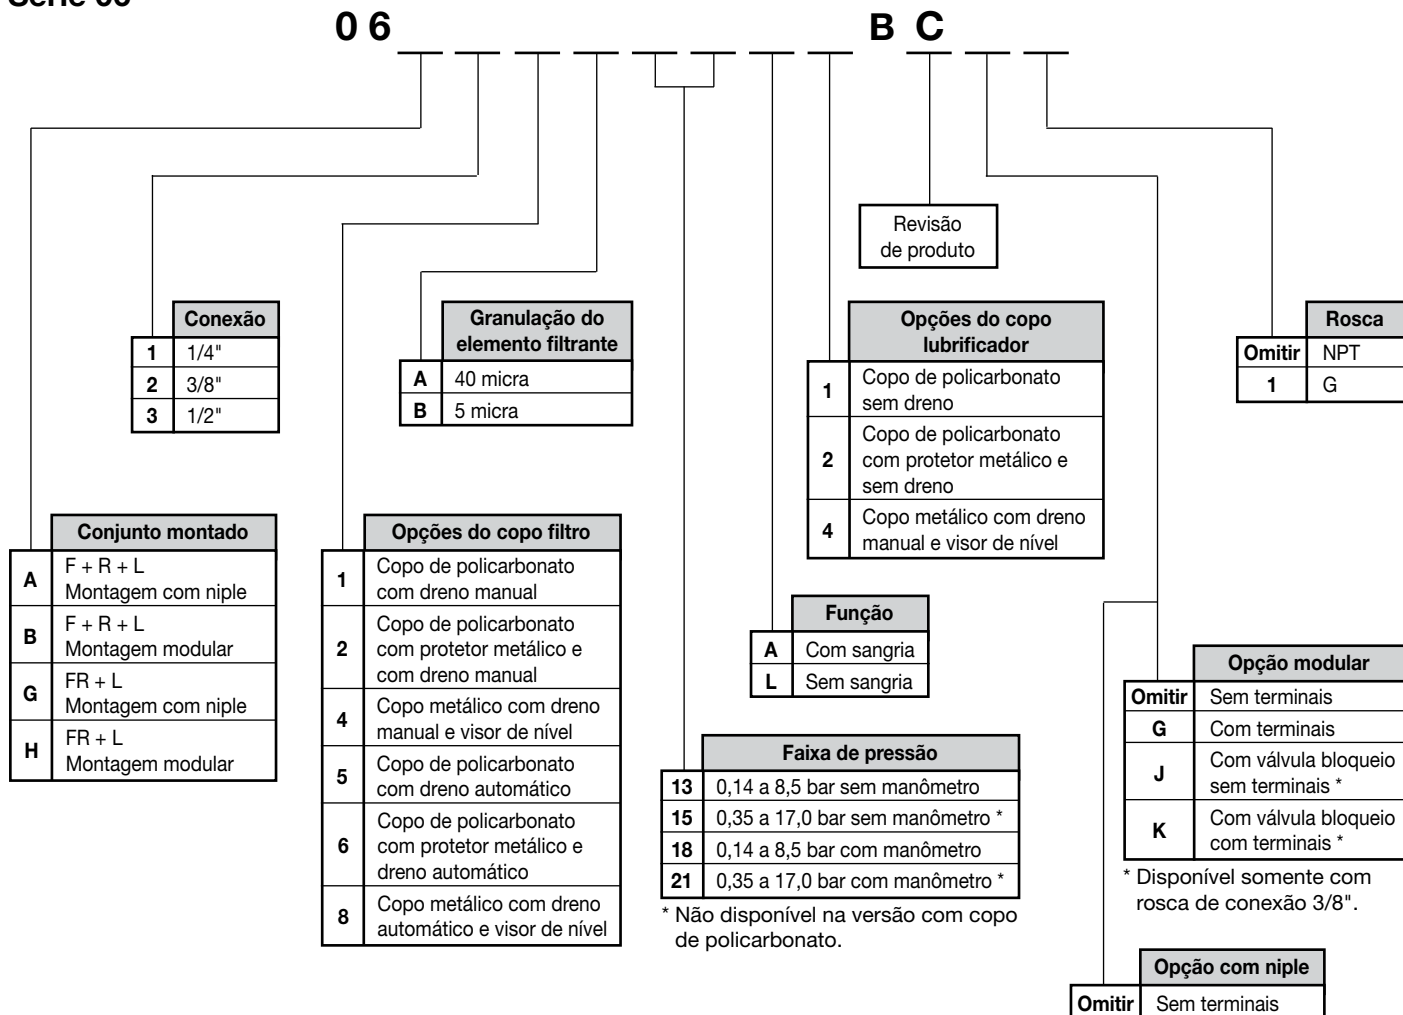 Série 06
0 6 B C
Revisão
de produto
Conexão
1 1/4"
2 3/8"
3 1/2"
Granulação do
elemento filtrante
A 40 micra
B 5 micra
Opções do copo
lubrificador
1 Copo de policarbonato
sem dreno
2 Copo de policarbonato
com protetor metálico e
sem dreno
4 Copo metálico com dreno
manual e visor de nível
Rosca
Omitir NPT
1 G
Conjunto montado
A F + R + L
Montagem com niple
B F + R + L
Montagem modular
G FR + L
Montagem com niple
H FR + L
Montagem modular
Opções do copo filtro
1 Copo de policarbonato
com dreno manual
2 Copo de policarbonato
com protetor metálico e
com dreno manual
4 Copo metálico com dreno
manual e visor de nível
5 Copo de policarbonato
com dreno automático
6 Copo de policarbonato
com protetor metálico e
dreno automático
8 Copo metálico com dreno
automático e visor de nível
Função
A Com sangria
L Sem sangria
Faixa de pressão
13 0,14 a 8,5 bar sem manômetro
15 0,35 a 17,0 bar sem manômetro *
18 0,14 a 8,5 bar com manômetro
21 0,35 a 17,0 bar com manômetro *
* Não disponível na versão com copo
de policarbonato.
Opção modular
Omitir Sem terminais
G Com terminais
J Com válvula bloqueio
sem terminais *
K Com válvula bloqueio
com terminais *
* Disponível somente com
rosca de conexão 3/8".
Opção com niple
Omitir Sem terminais